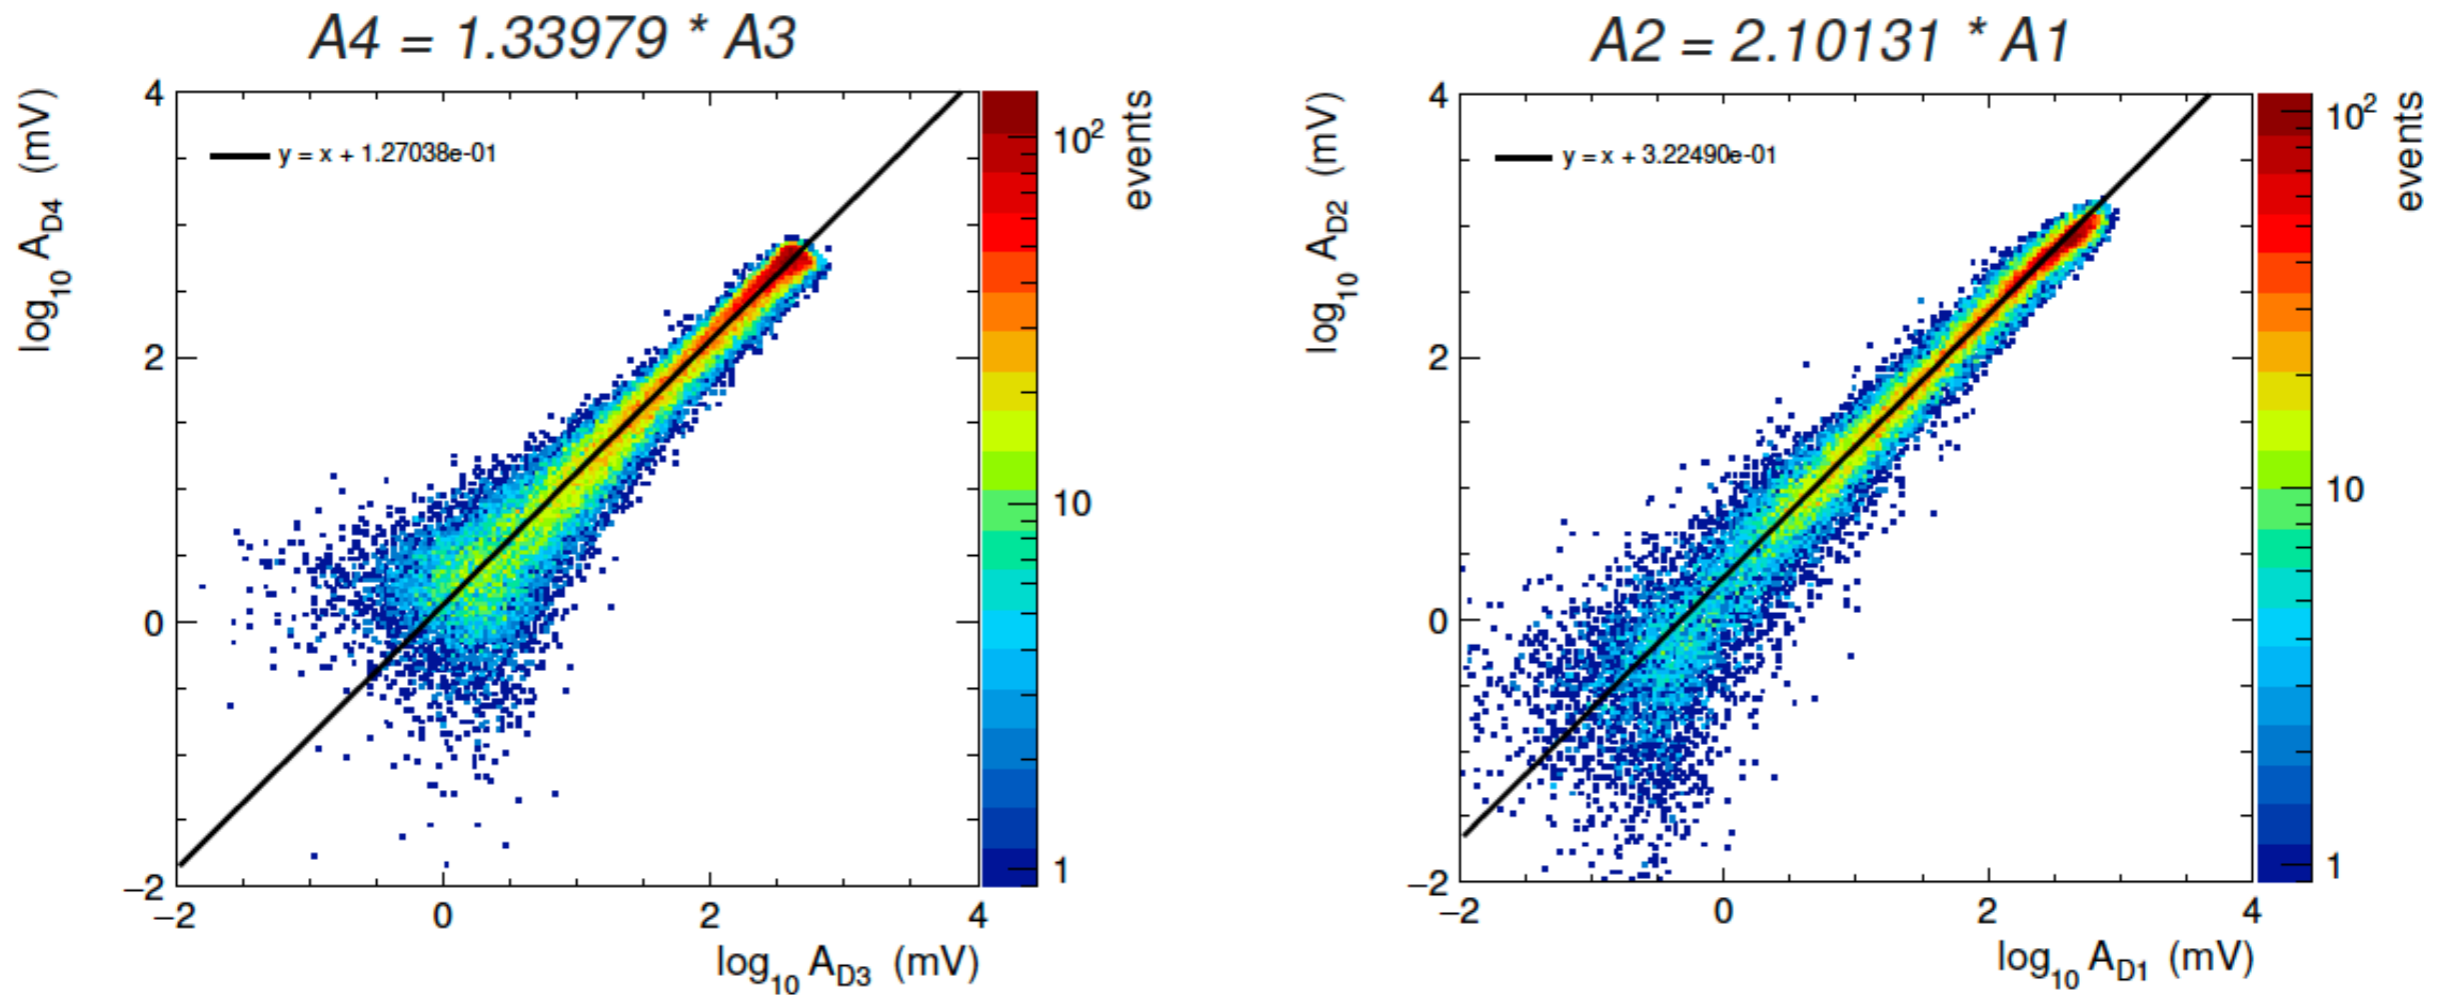 A4 = 1.33979 * A3
y = x + 1.27038e-01
log10 AD4 (mV)
4
2
0
−2
−2 0 2 4
log10 AD3 (mV)
10²
10
1
events
A2 = 2.10131 * A1
y = x + 3.22490e-01
log10 AD2 (mV)
4
2
0
−2
−2 0 2 4
log10 AD1 (mV)
10²
10
1
events